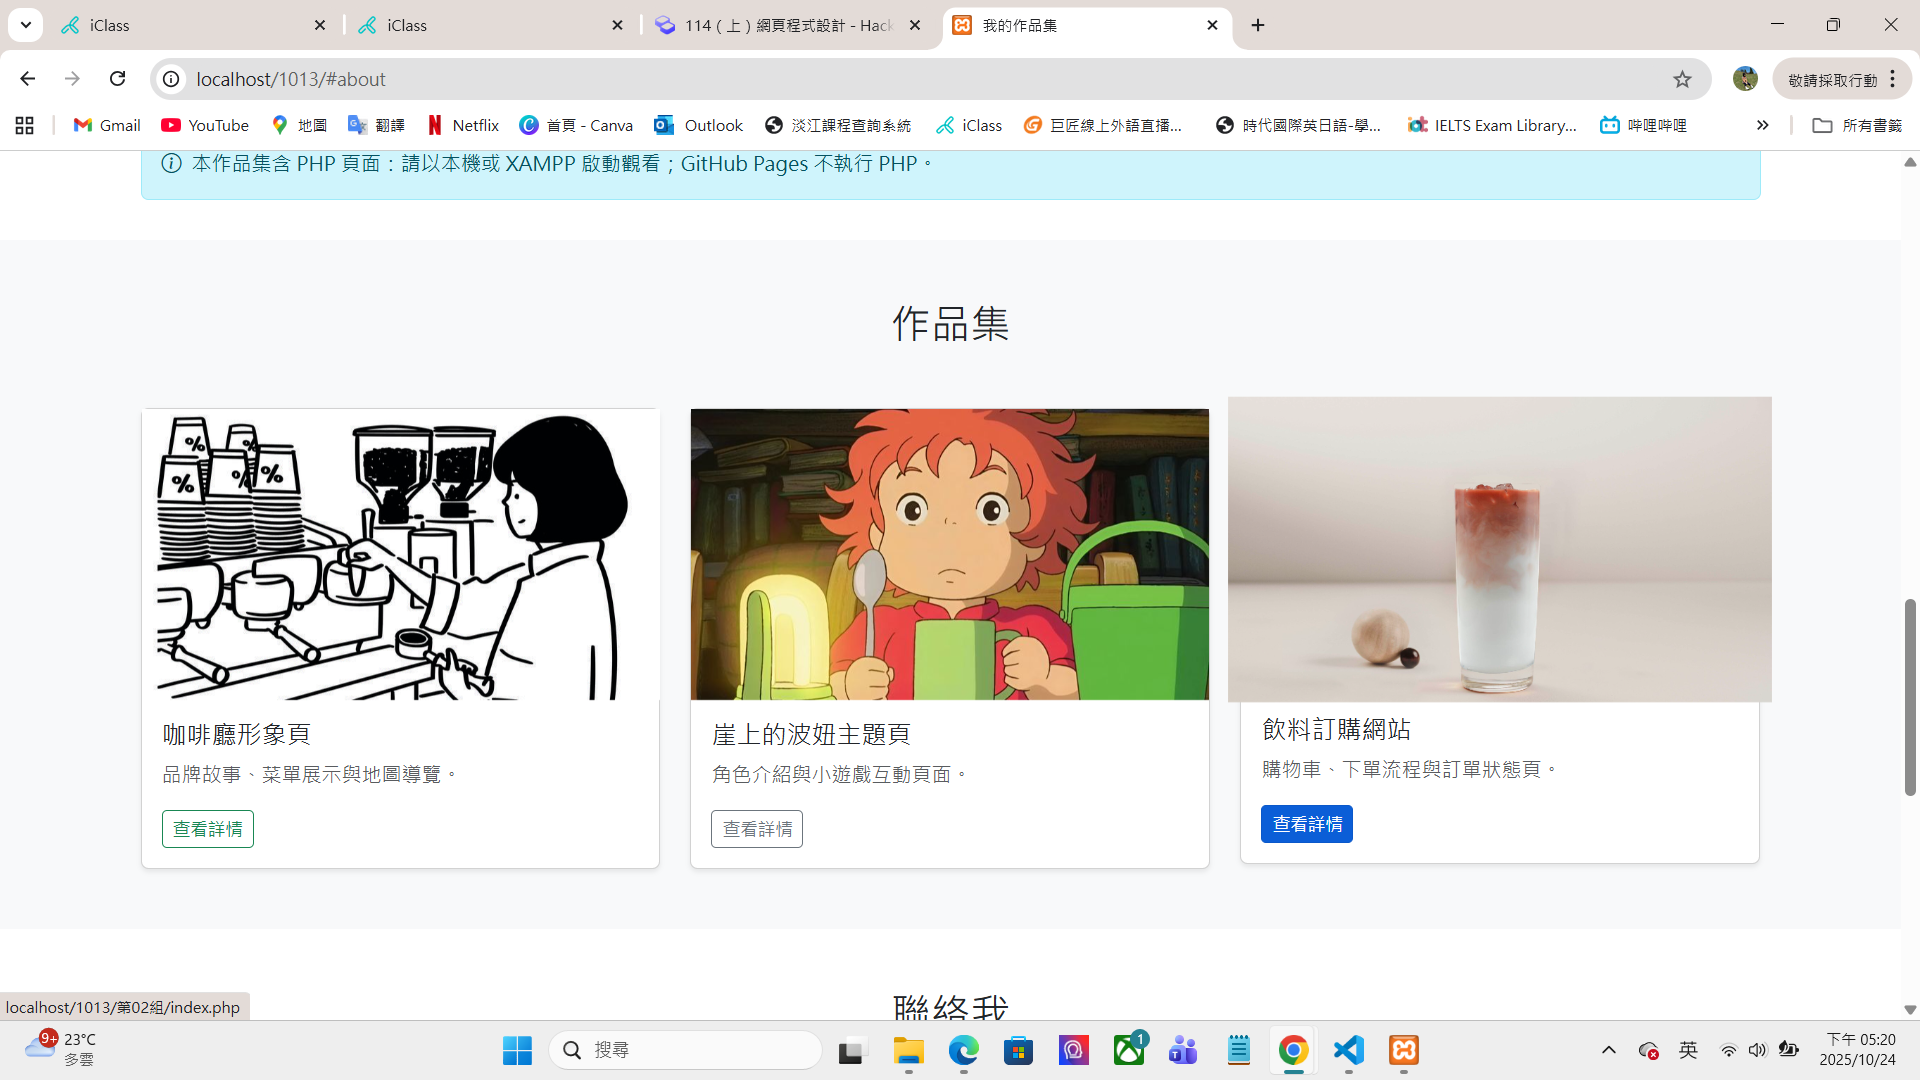 iClass
iClass
114（上）網頁程式設計 - Hack
我的作品集
localhost/1013/#about
敬請採取行動
Gmail
YouTube
地圖
翻譯
Netflix
首頁 - Canva
Outlook
淡江課程查詢系統
iClass
巨匠線上外語直播...
時代國際英日語-學...
IELTS Exam Library...
哔哩哔哩
所有書籤
本作品集含 PHP 頁面：請以本機或 XAMPP 啟動觀看；GitHub Pages 不執行 PHP。
作品集
%
%
%
%
%
咖啡廳形象頁
品牌故事、菜單展示與地圖導覽。
查看詳情
崖上的波妞主題頁
角色介紹與小遊戲互動頁面。
查看詳情
飲料訂購網站
購物車、下單流程與訂單狀態頁。
查看詳情
聯絡我
localhost/1013/第02組/index.php
9+
23°C
多雲
搜尋
1
英
下午 05:20
2025/10/24